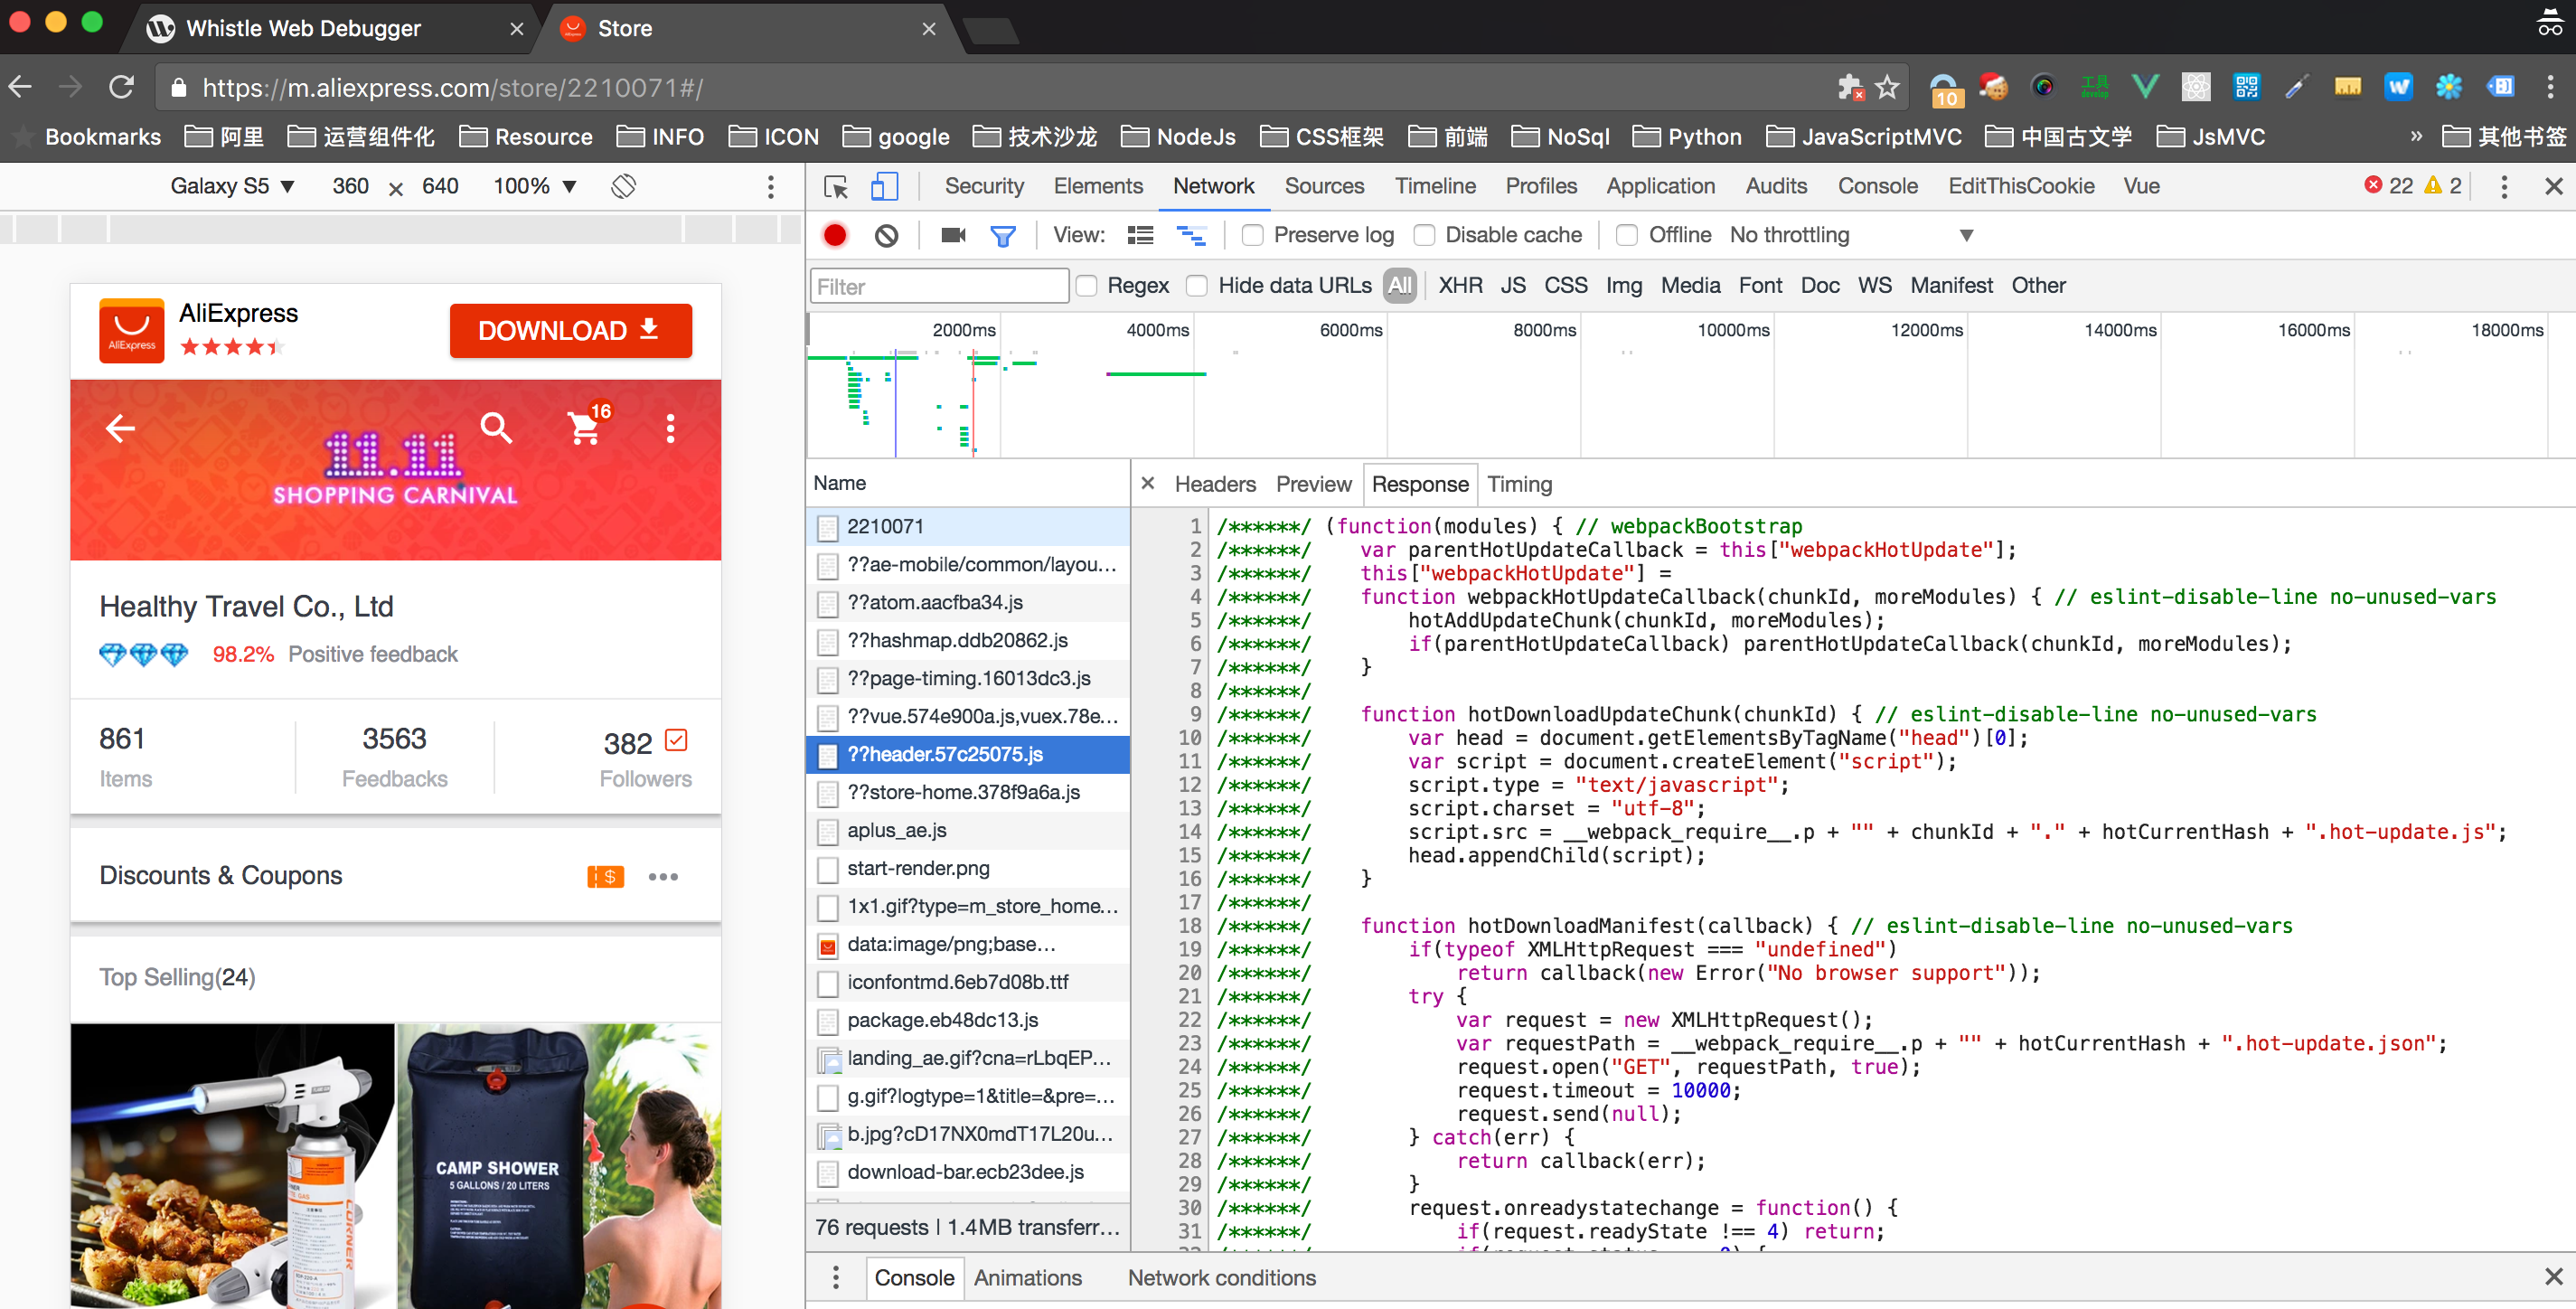 Whistle Web Debugger
Store
https://m.aliexpress.com/store/2210071#/
10
工具
develop
Bookmarks 阿里 运营组件化 Resource INFO ICON google 技术沙龙 NodeJs CSS框架 前端 NoSql Python JavaScriptMVC 中国古文学 JsMVC » 其他书签
Galaxy S5 ▼ 360 × 640 100% ▼
Security Elements Network Sources Timeline Profiles Application Audits Console EditThisCookie Vue 22 2
View: Preserve log Disable cache Offline No throttling ▼
Filter Regex Hide data URLs All XHR JS CSS Img Media Font Doc WS Manifest Other
2000ms 4000ms 6000ms 8000ms 10000ms 12000ms 14000ms 16000ms 18000ms
AliExpress
AliExpress
DOWNLOAD
16
11.11
SHOPPING CARNIVAL
Healthy Travel Co., Ltd
98.2% Positive feedback
861
Items
3563
Feedbacks
382
Followers
Discounts & Coupons
$
Top Selling(24)
CAMP SHOWER
5 GALLONS / 20 LITERS
Name
2210071
??ae-mobile/common/layou...
??atom.aacfba34.js
??hashmap.ddb20862.js
??page-timing.16013dc3.js
??vue.574e900a.js,vuex.78e...
??header.57c25075.js
??store-home.378f9a6a.js
aplus_ae.js
start-render.png
1x1.gif?type=m_store_home...
data:image/png;base...
iconfontmd.6eb7d08b.ttf
package.eb48dc13.js
landing_ae.gif?cna=rLbqEP...
g.gif?logtype=1&title=&pre=...
b.jpg?cD17NX0mdT17L20u...
download-bar.ecb23dee.js
76 requests | 1.4MB transferr...
× Headers Preview Response Timing
1 /******/ (function(modules) { // webpackBootstrap
2 /******/ var parentHotUpdateCallback = this["webpackHotUpdate"];
3 /******/ this["webpackHotUpdate"] =
4 /******/ function webpackHotUpdateCallback(chunkId, moreModules) { // eslint-disable-line no-unused-vars
5 /******/ hotAddUpdateChunk(chunkId, moreModules);
6 /******/ if(parentHotUpdateCallback) parentHotUpdateCallback(chunkId, moreModules);
7 /******/ }
8 /******/
9 /******/ function hotDownloadUpdateChunk(chunkId) { // eslint-disable-line no-unused-vars
10 /******/ var head = document.getElementsByTagName("head")[0];
11 /******/ var script = document.createElement("script");
12 /******/ script.type = "text/javascript";
13 /******/ script.charset = "utf-8";
14 /******/ script.src = __webpack_require__.p + "" + chunkId + "." + hotCurrentHash + ".hot-update.js";
15 /******/ head.appendChild(script);
16 /******/ }
17 /******/
18 /******/ function hotDownloadManifest(callback) { // eslint-disable-line no-unused-vars
19 /******/ if(typeof XMLHttpRequest === "undefined")
20 /******/ return callback(new Error("No browser support"));
21 /******/ try {
22 /******/ var request = new XMLHttpRequest();
23 /******/ var requestPath = __webpack_require__.p + "" + hotCurrentHash + ".hot-update.json";
24 /******/ request.open("GET", requestPath, true);
25 /******/ request.timeout = 10000;
26 /******/ request.send(null);
27 /******/ } catch(err) {
28 /******/ return callback(err);
29 /******/ }
30 /******/ request.onreadystatechange = function() {
31 /******/ if(request.readyState !== 4) return;
Console Animations Network conditions